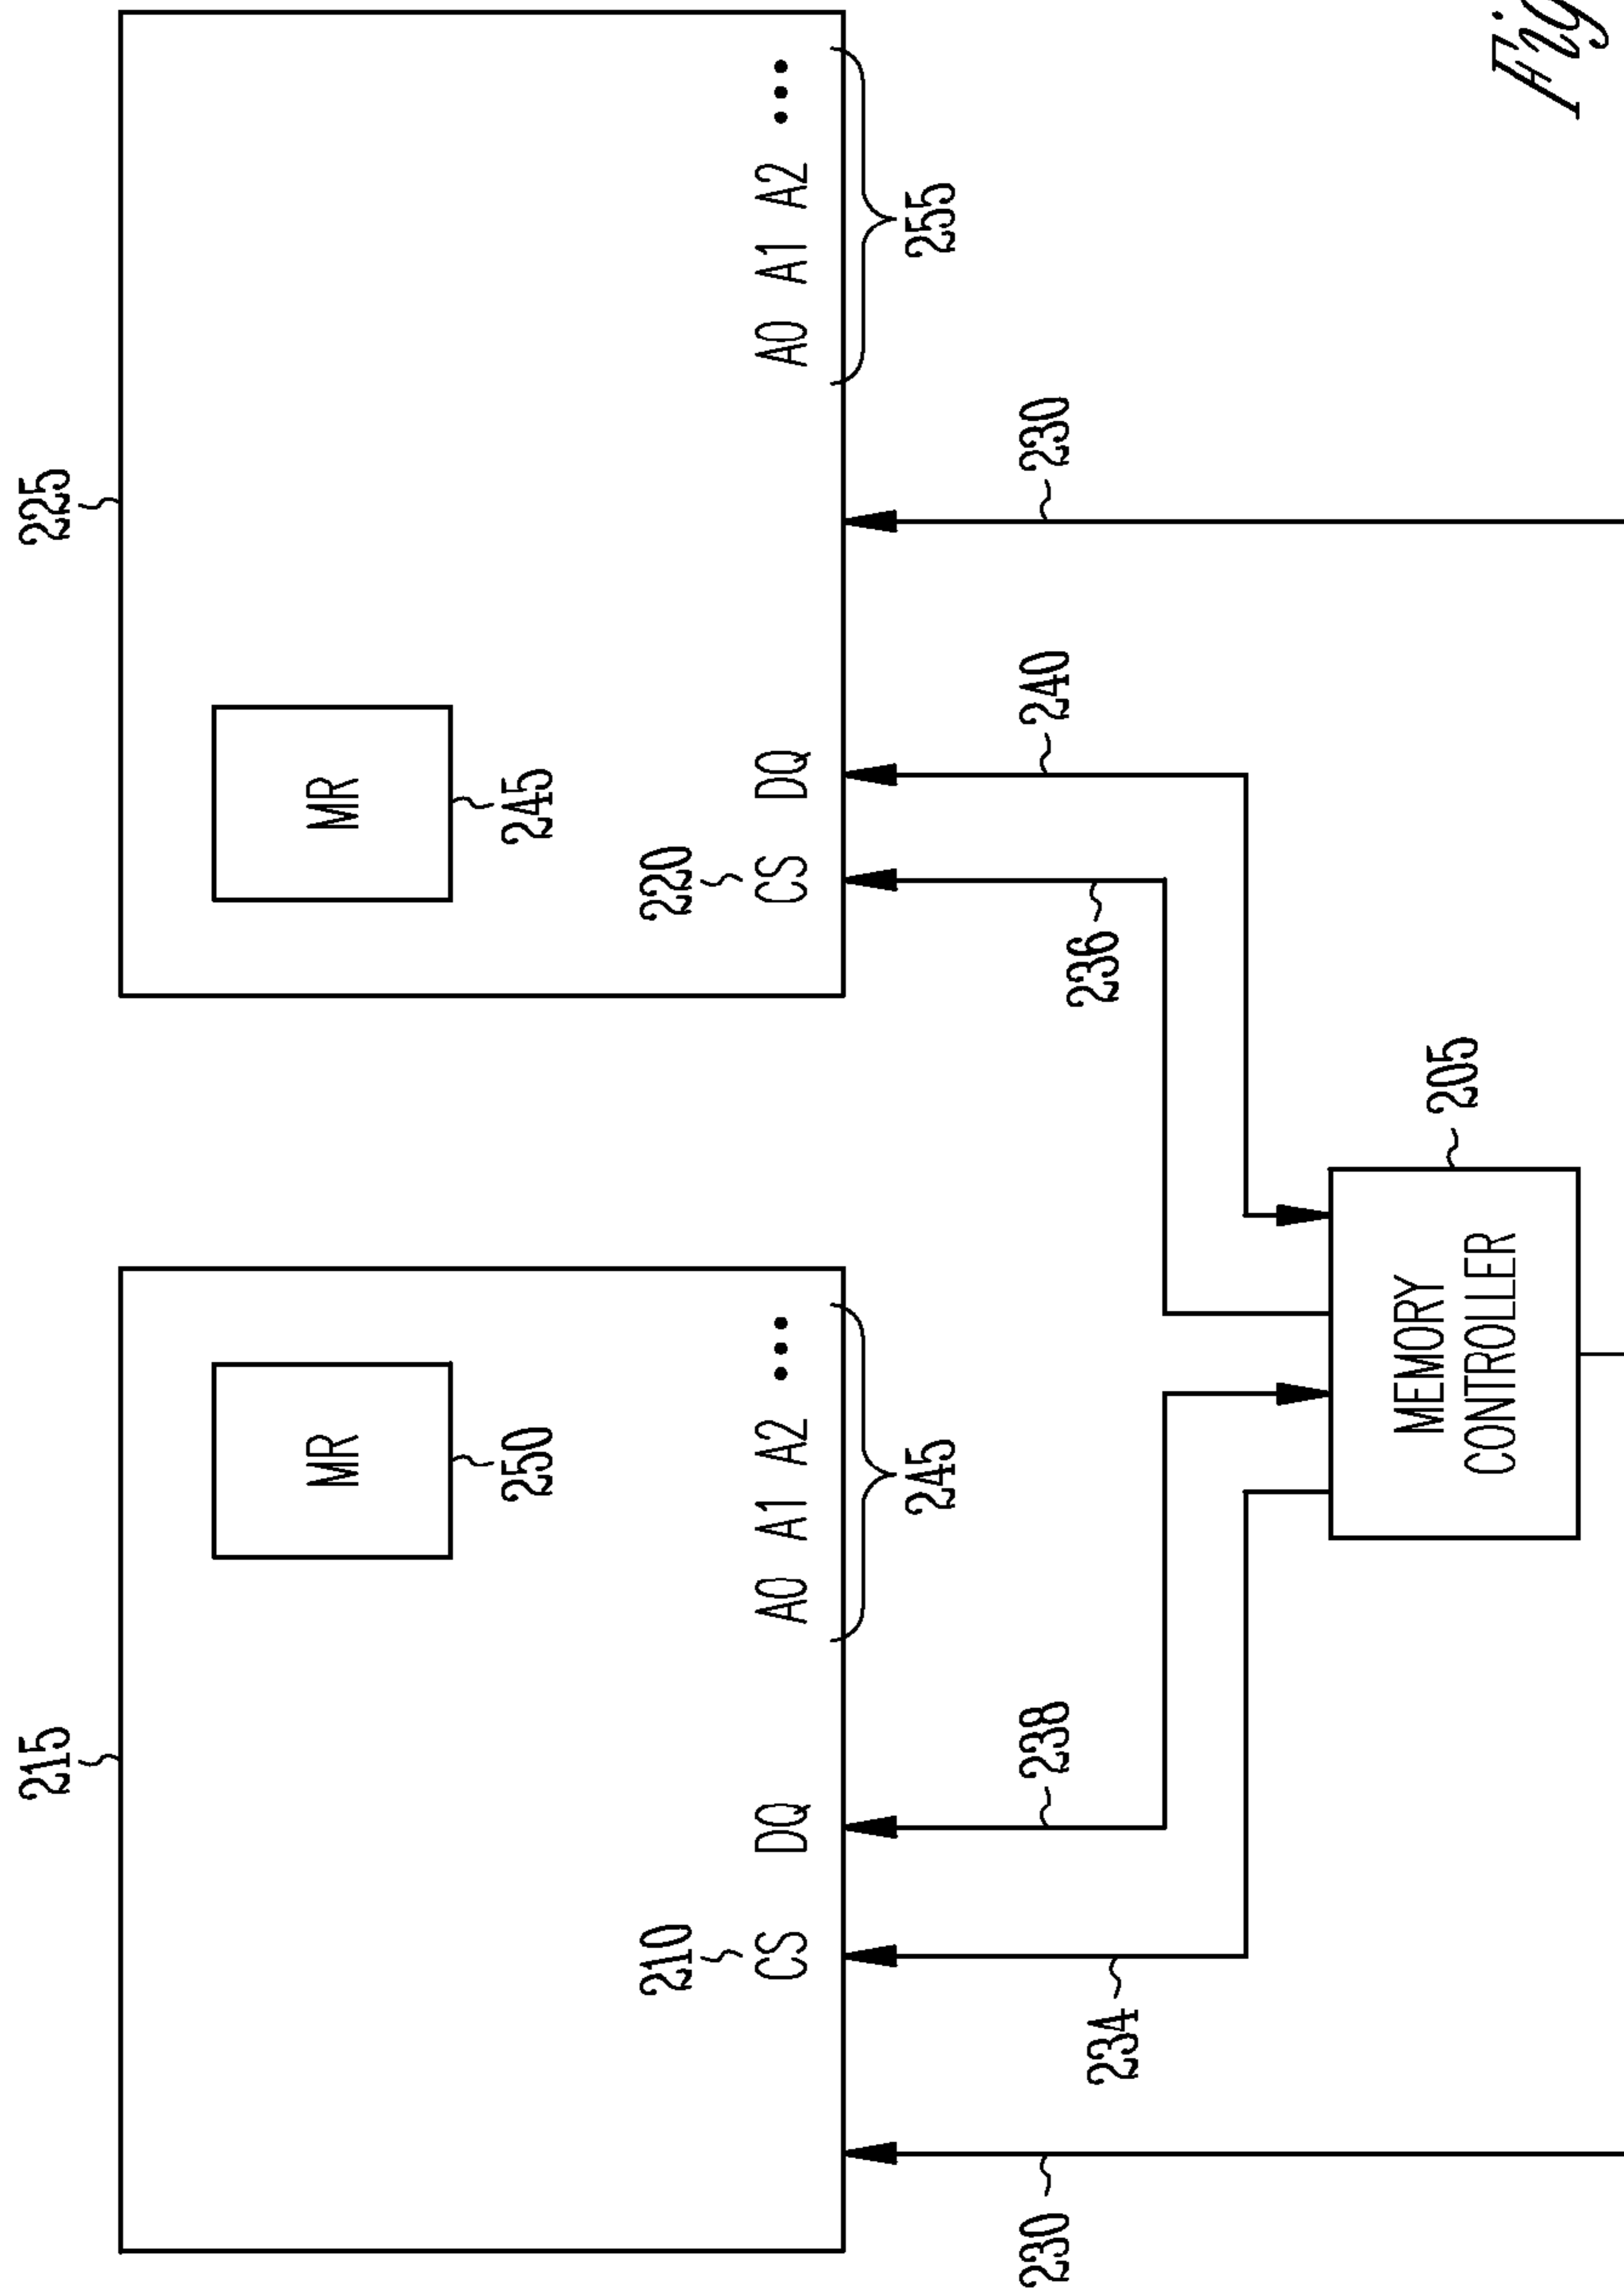 215
225
MR
250
MR
245
210
CS
DQ
A0 A1 A2 •••
245
220
CS
DQ
A0 A1 A2 •••
255
230
234
238
236
240
230
MEMORY
CONTROLLER
205
Fig